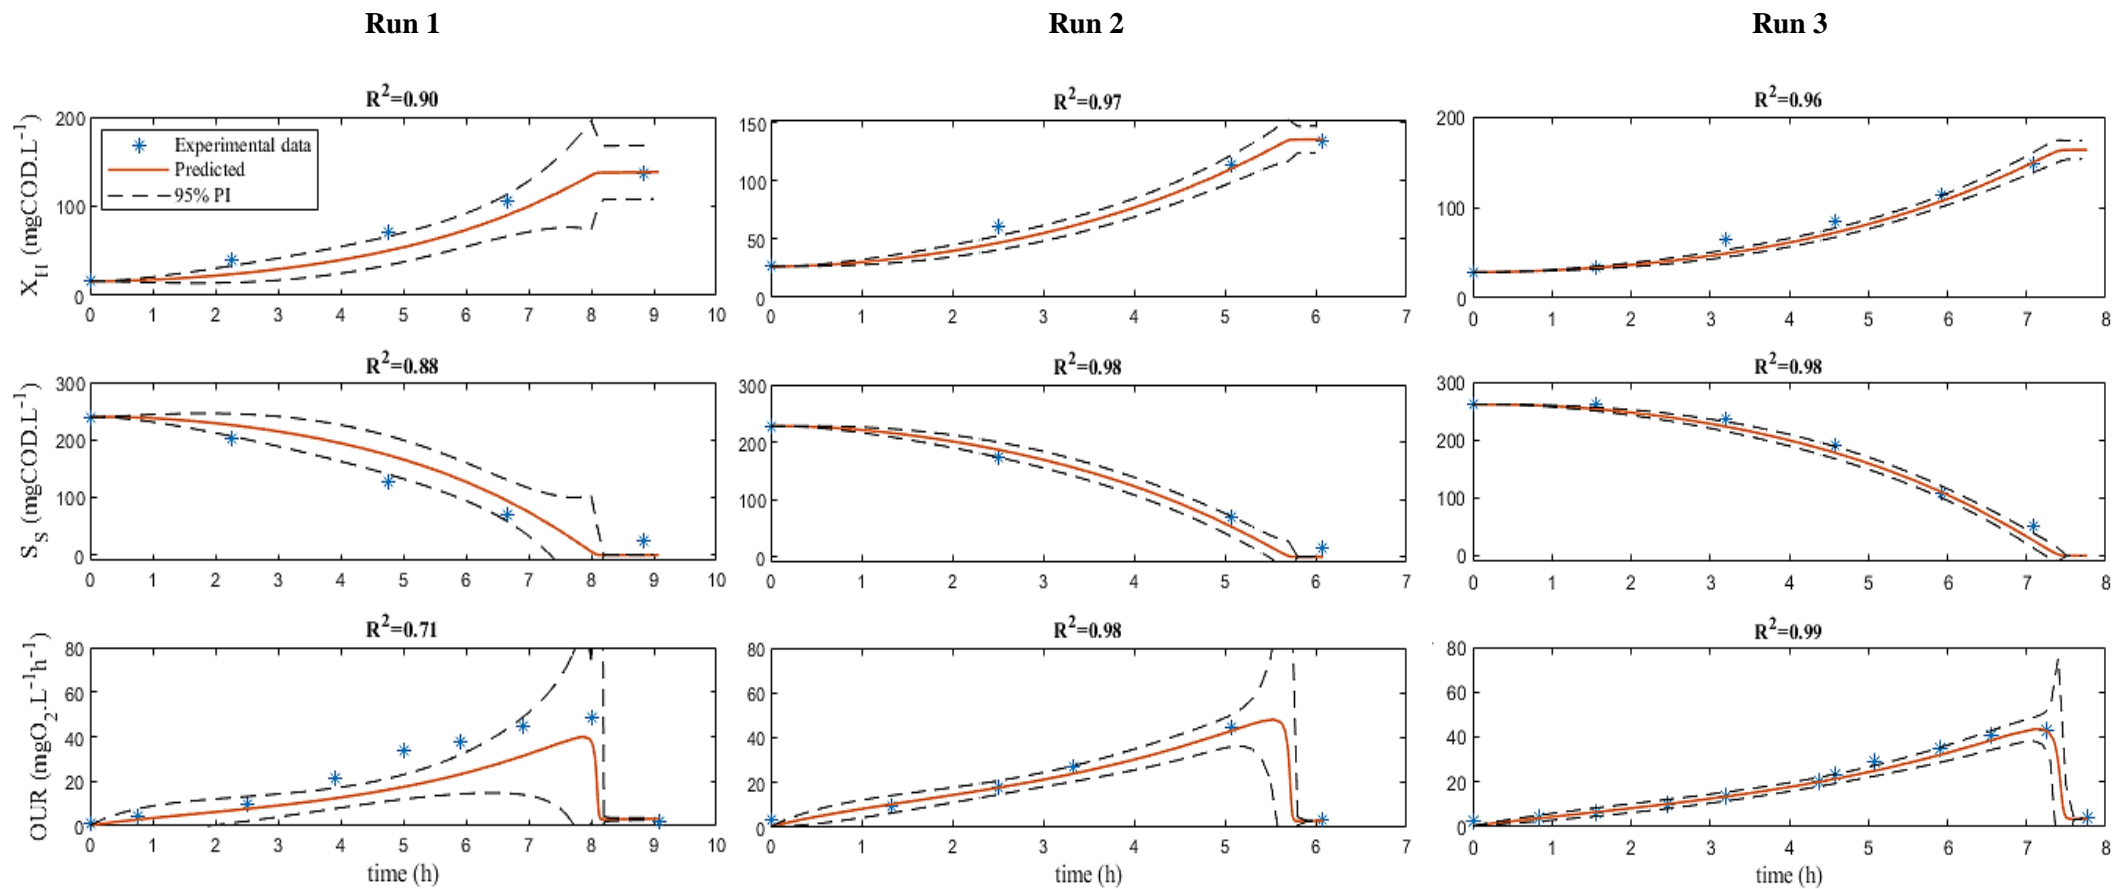 Run 1
Run 2
Run 3
R²=0.90
R²=0.97
R²=0.96
X_H (mgCOD.L⁻¹)
200
100
0
Experimental data
Predicted
95% PI
0 1 2 3 4 5 6 7 8 9 10
150
100
50
0
0 1 2 3 4 5 6 7
200
100
0
0 1 2 3 4 5 6 7 8
R²=0.88
R²=0.98
R²=0.98
S_S (mgCOD.L⁻¹)
300
200
100
0
0 1 2 3 4 5 6 7 8 9 10
300
200
100
0
0 1 2 3 4 5 6 7
300
200
100
0
0 1 2 3 4 5 6 7 8
R²=0.71
R²=0.98
R²=0.99
OUR (mgO₂.L⁻¹h⁻¹)
80
60
40
20
0
0 1 2 3 4 5 6 7 8 9 10
time (h)
80
60
40
20
0
0 1 2 3 4 5 6 7
time (h)
80
60
40
20
0
0 1 2 3 4 5 6 7 8
time (h)